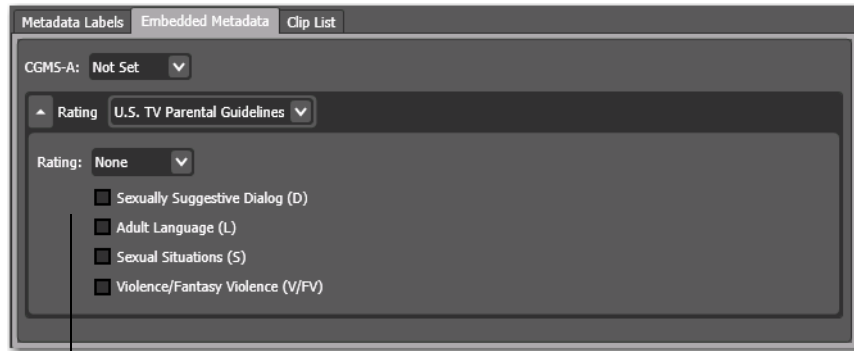 Metadata Labels Embedded Metadata Clip List
CGMS-A: Not Set
Rating U.S. TV Parental Guidelines
Rating: None
Sexually Suggestive Dialog (D)
Adult Language (L)
Sexual Situations (S)
Violence/Fantasy Violence (V/FV)